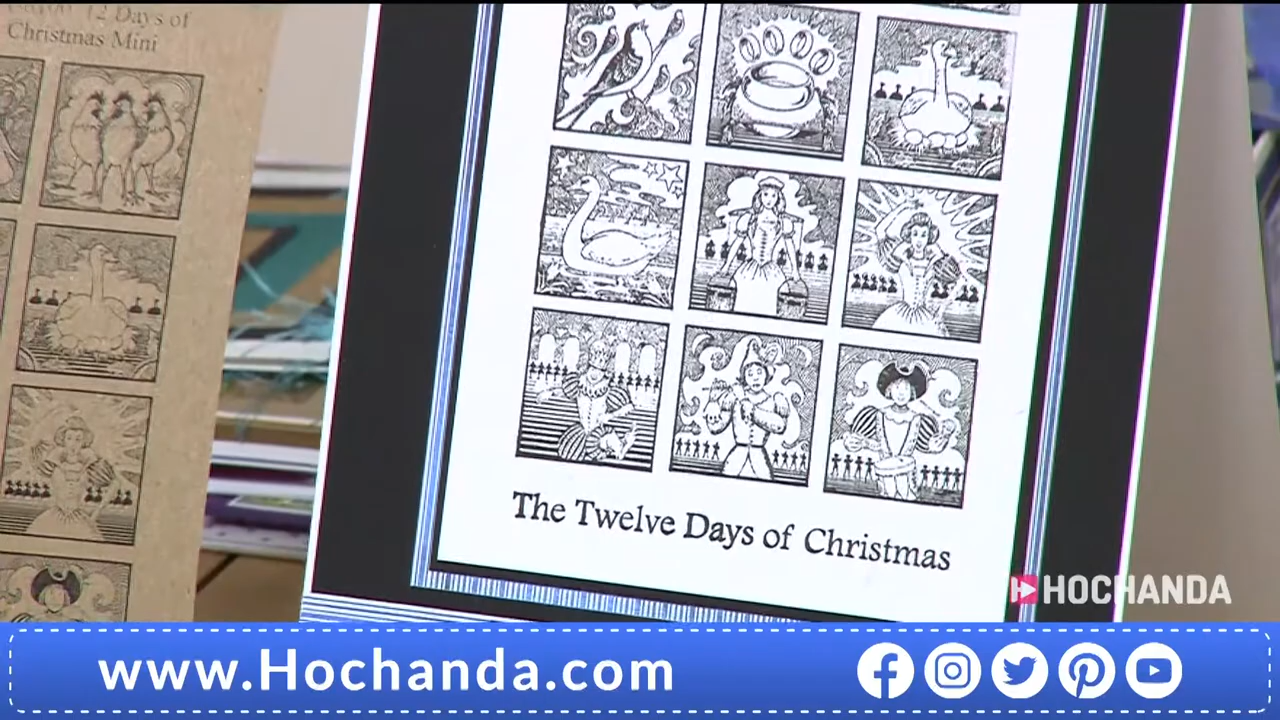 12 Days of
Christmas Mini
The Twelve Days of Christmas
HOCHANDA
www.Hochanda.com